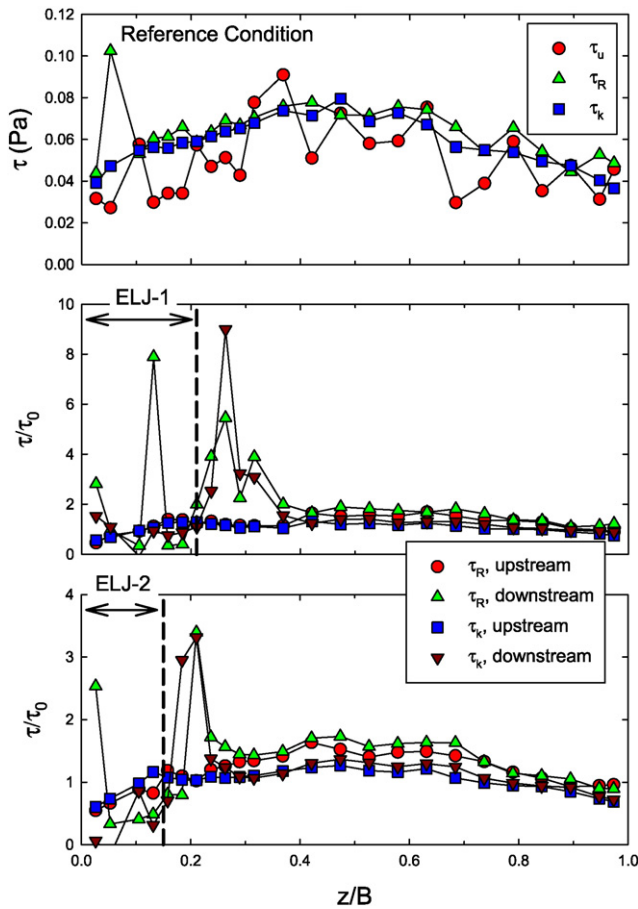 0.12
Reference Condition
0.10
0.08
0.06
0.04
0.02
0.00
τ (Pa)
τu
τR
τk
10
8
6
4
2
0
τ/τ0
ELJ-1
τR, upstream
τR, downstream
τk, upstream
τk, downstream
4
3
2
1
0
τ/τ0
ELJ-2
0.0 0.2 0.4 0.6 0.8 1.0
z/B